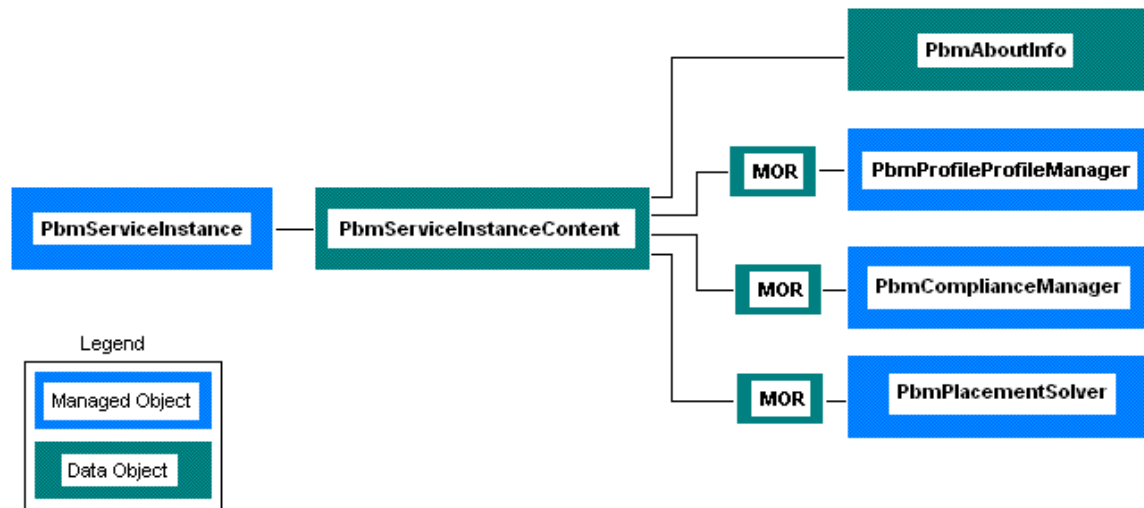 PbmAboutInfo
MOR
PbmProfileProfileManager
PbmServiceInstance
PbmServiceInstanceContent
MOR
PbmComplianceManager
Legend
Managed Object
MOR
PbmPlacementSolver
Data Object